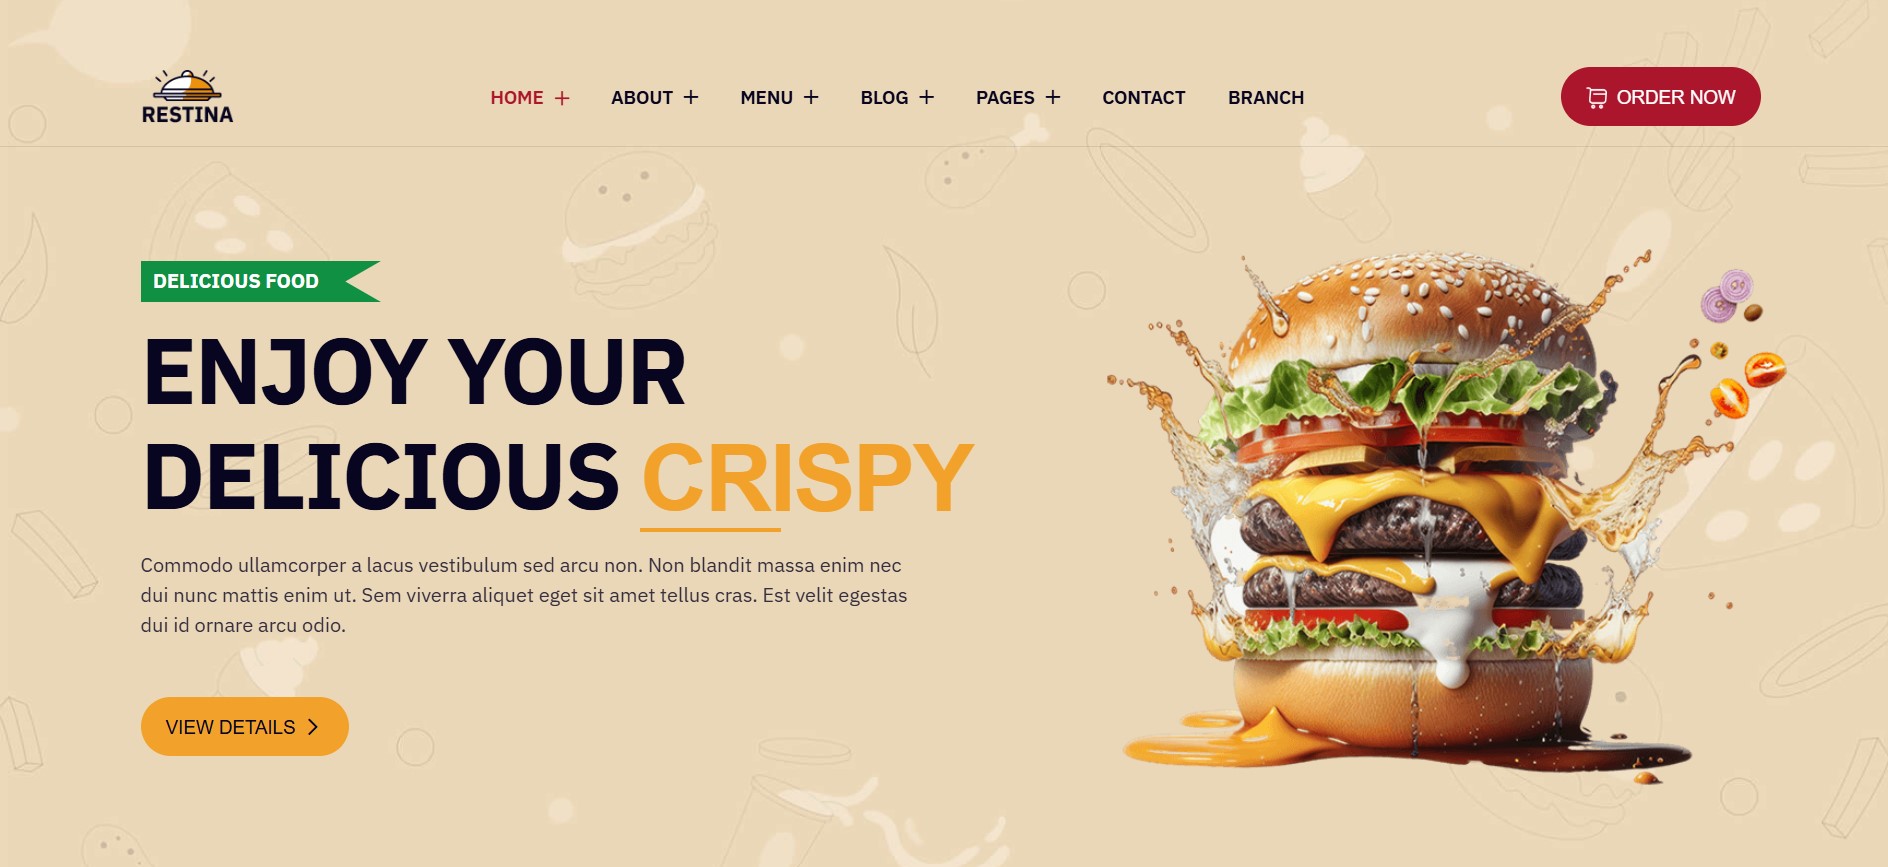 RESTINA
HOME + ABOUT + MENU + BLOG + PAGES + CONTACT BRANCH
ORDER NOW
DELICIOUS FOOD
ENJOY YOUR
DELICIOUS CRISPY
Commodo ullamcorper a lacus vestibulum sed arcu non. Non blandit massa enim nec
dui nunc mattis enim ut. Sem viverra aliquet eget sit amet tellus cras. Est velit egestas
dui id ornare arcu odio.
VIEW DETAILS